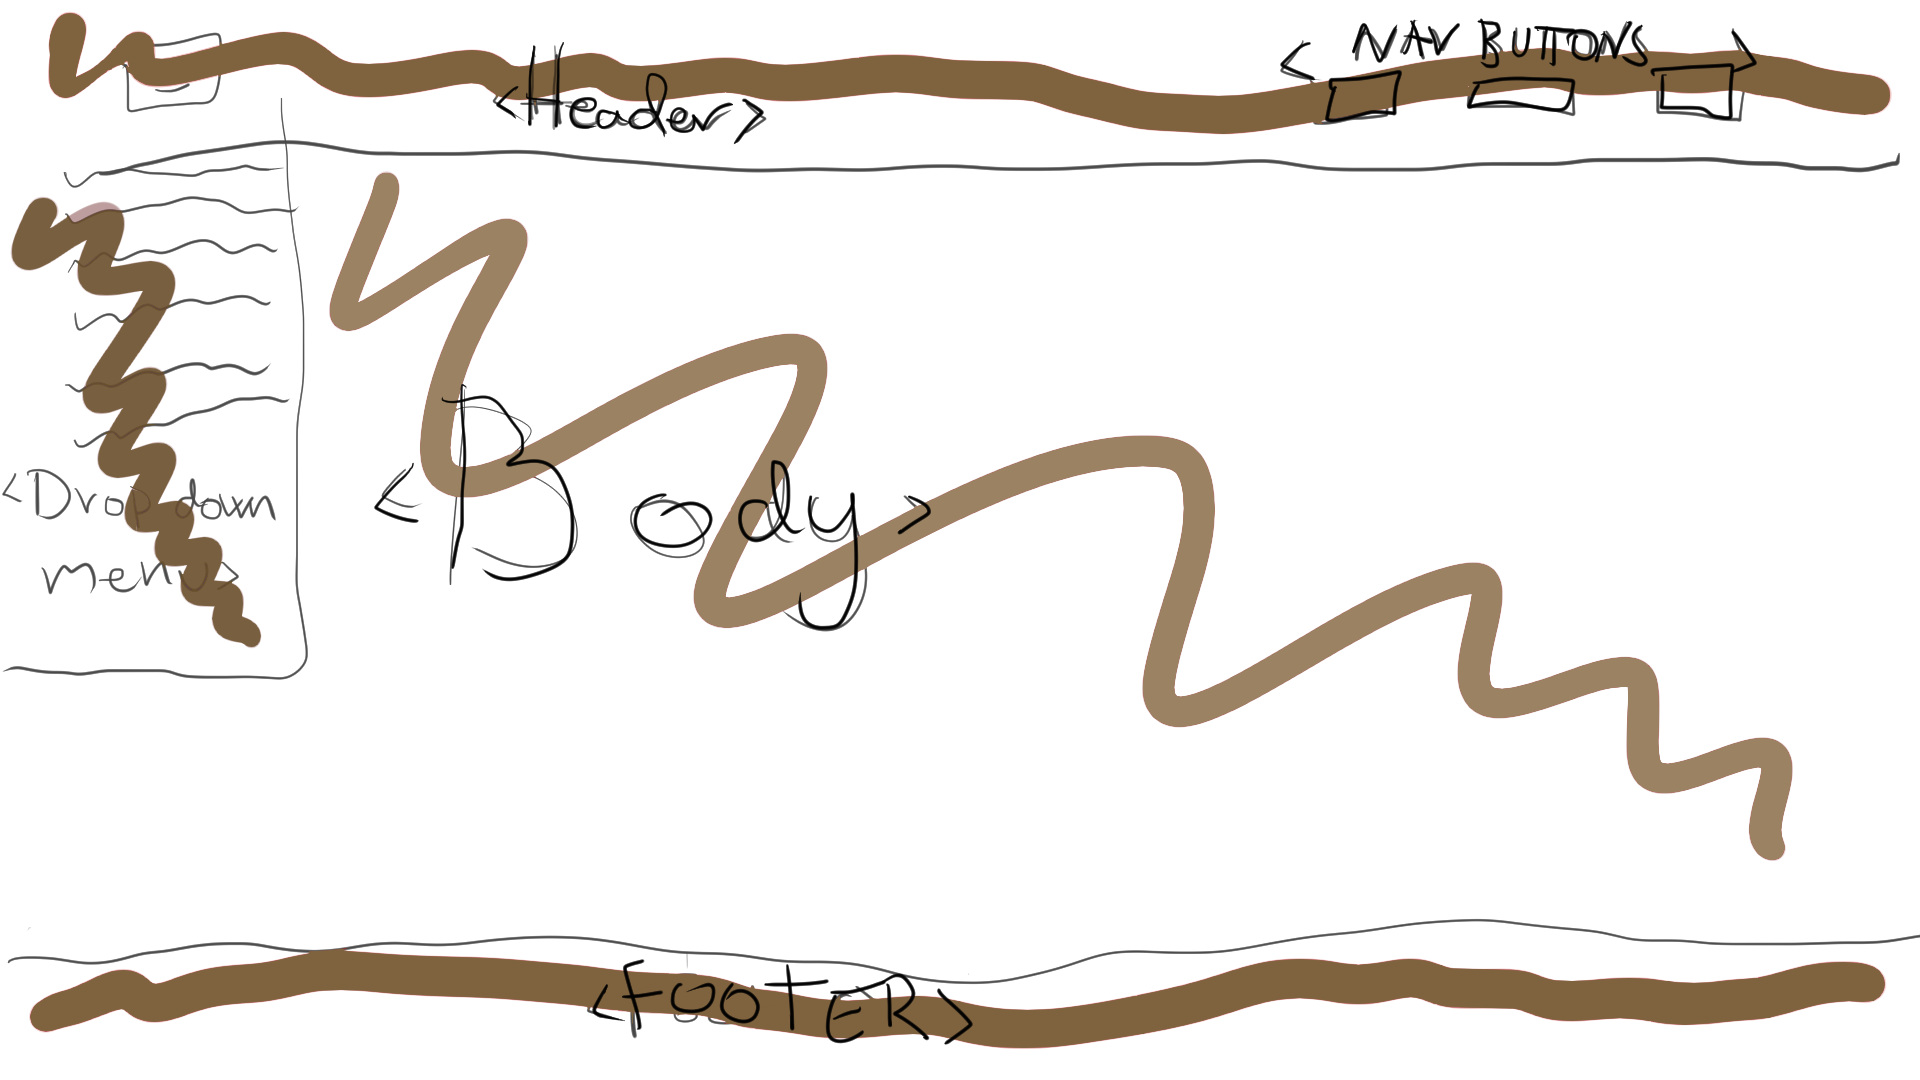 < NAV BUTTONS >
<Header>
<Drop down
menu>
<Body>
<FOOTER>